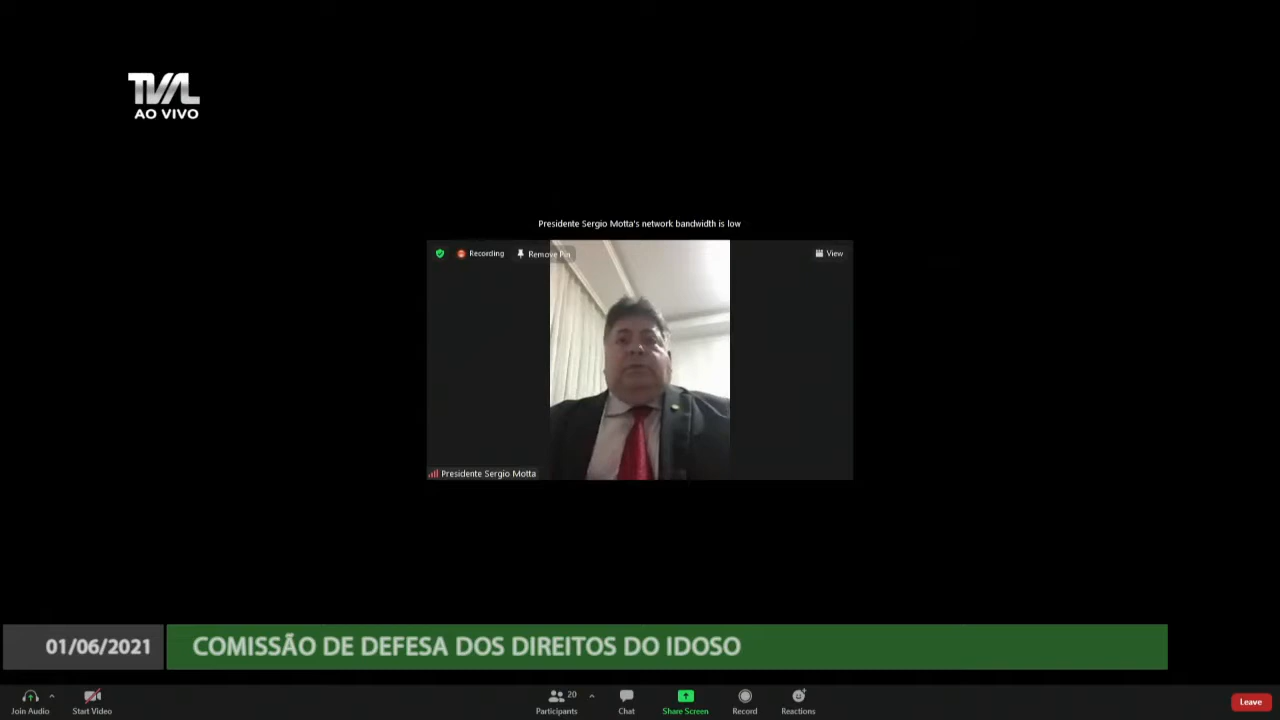 TVAL
AO VIVO
Presidente Sergio Motta's network bandwidth is low
Recording
Remove Pin
View
Presidente Sergio Motta
01/06/2021
COMISSÃO DE DEFESA DOS DIREITOS DO IDOSO
Join Audio
Start Video
20
Participants
Chat
Share Screen
Record
Reactions
Leave